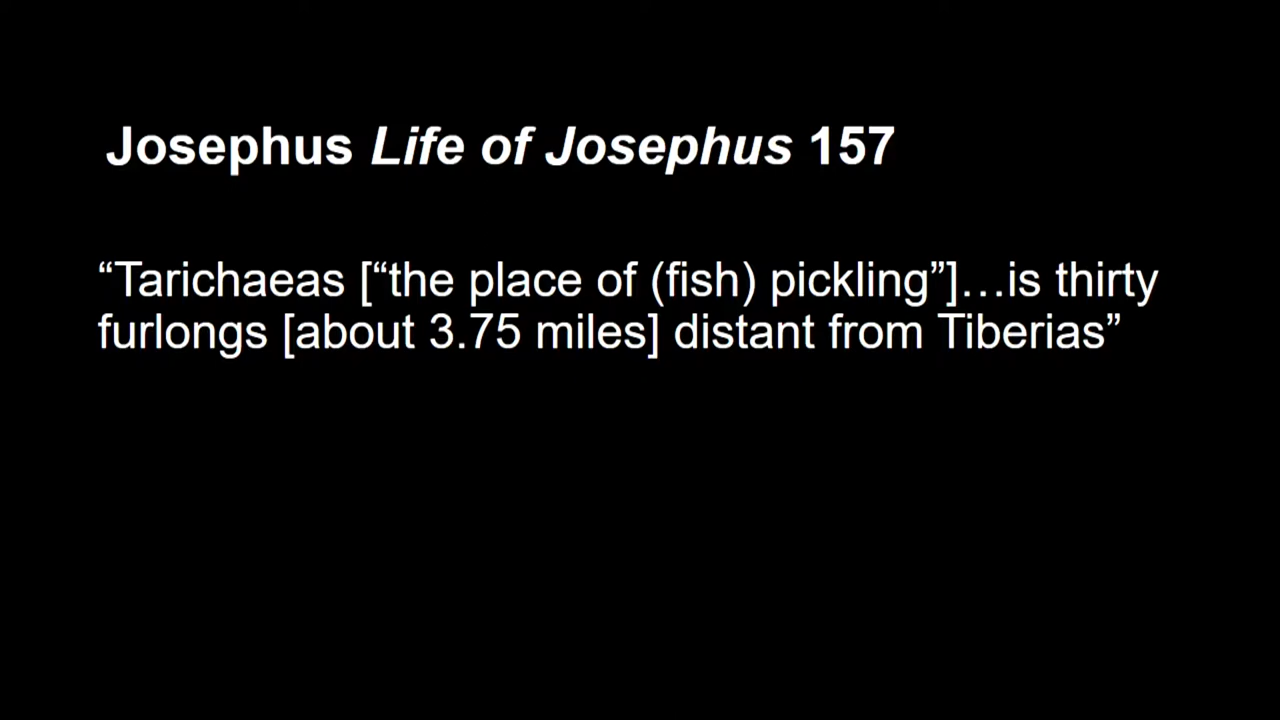 Josephus Life of Josephus 157
“Tarichaeas [“the place of (fish) pickling”]…is thirty
furlongs [about 3.75 miles] distant from Tiberias”